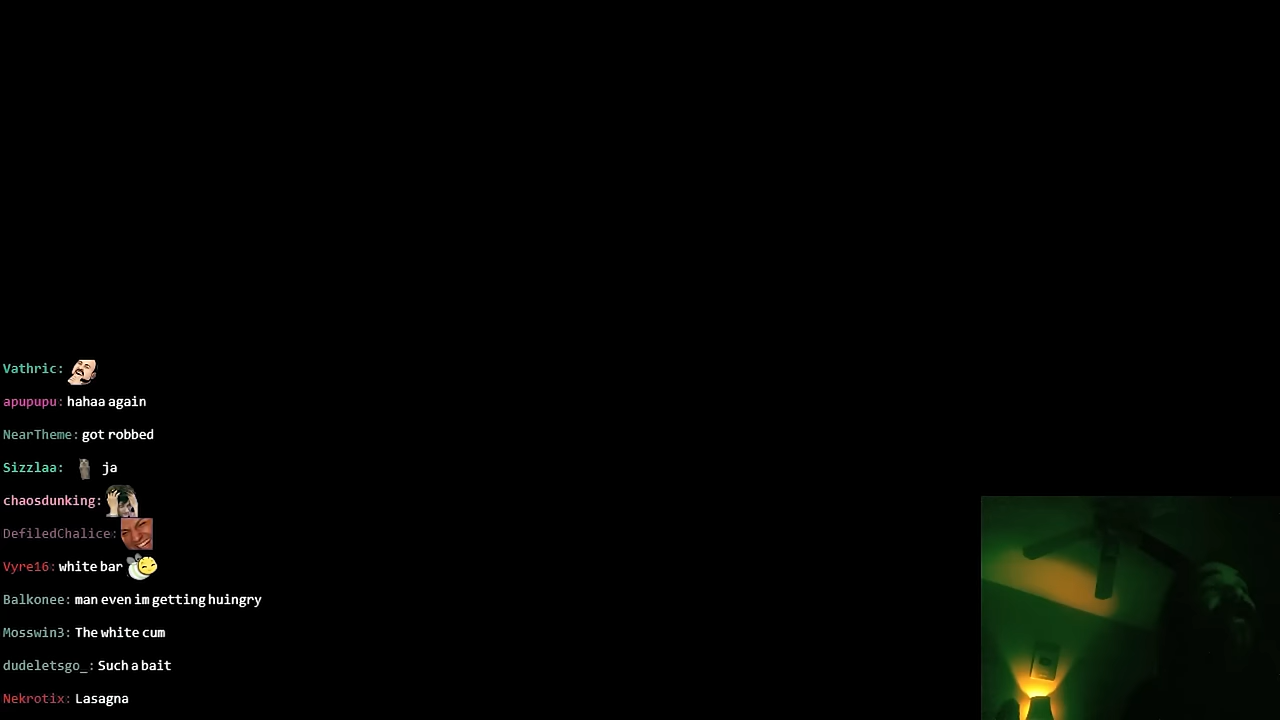 Vathric:
apupupu: hahaa again
NearTheme: got robbed
Sizzlaa: ja
chaosdunking:
DefiledChalice:
Vyre16: white bar
Balkonee: man even im getting huingry
Mosswin3: The white cum
dudeletsgo_: Such a bait
Nekrotix: Lasagna